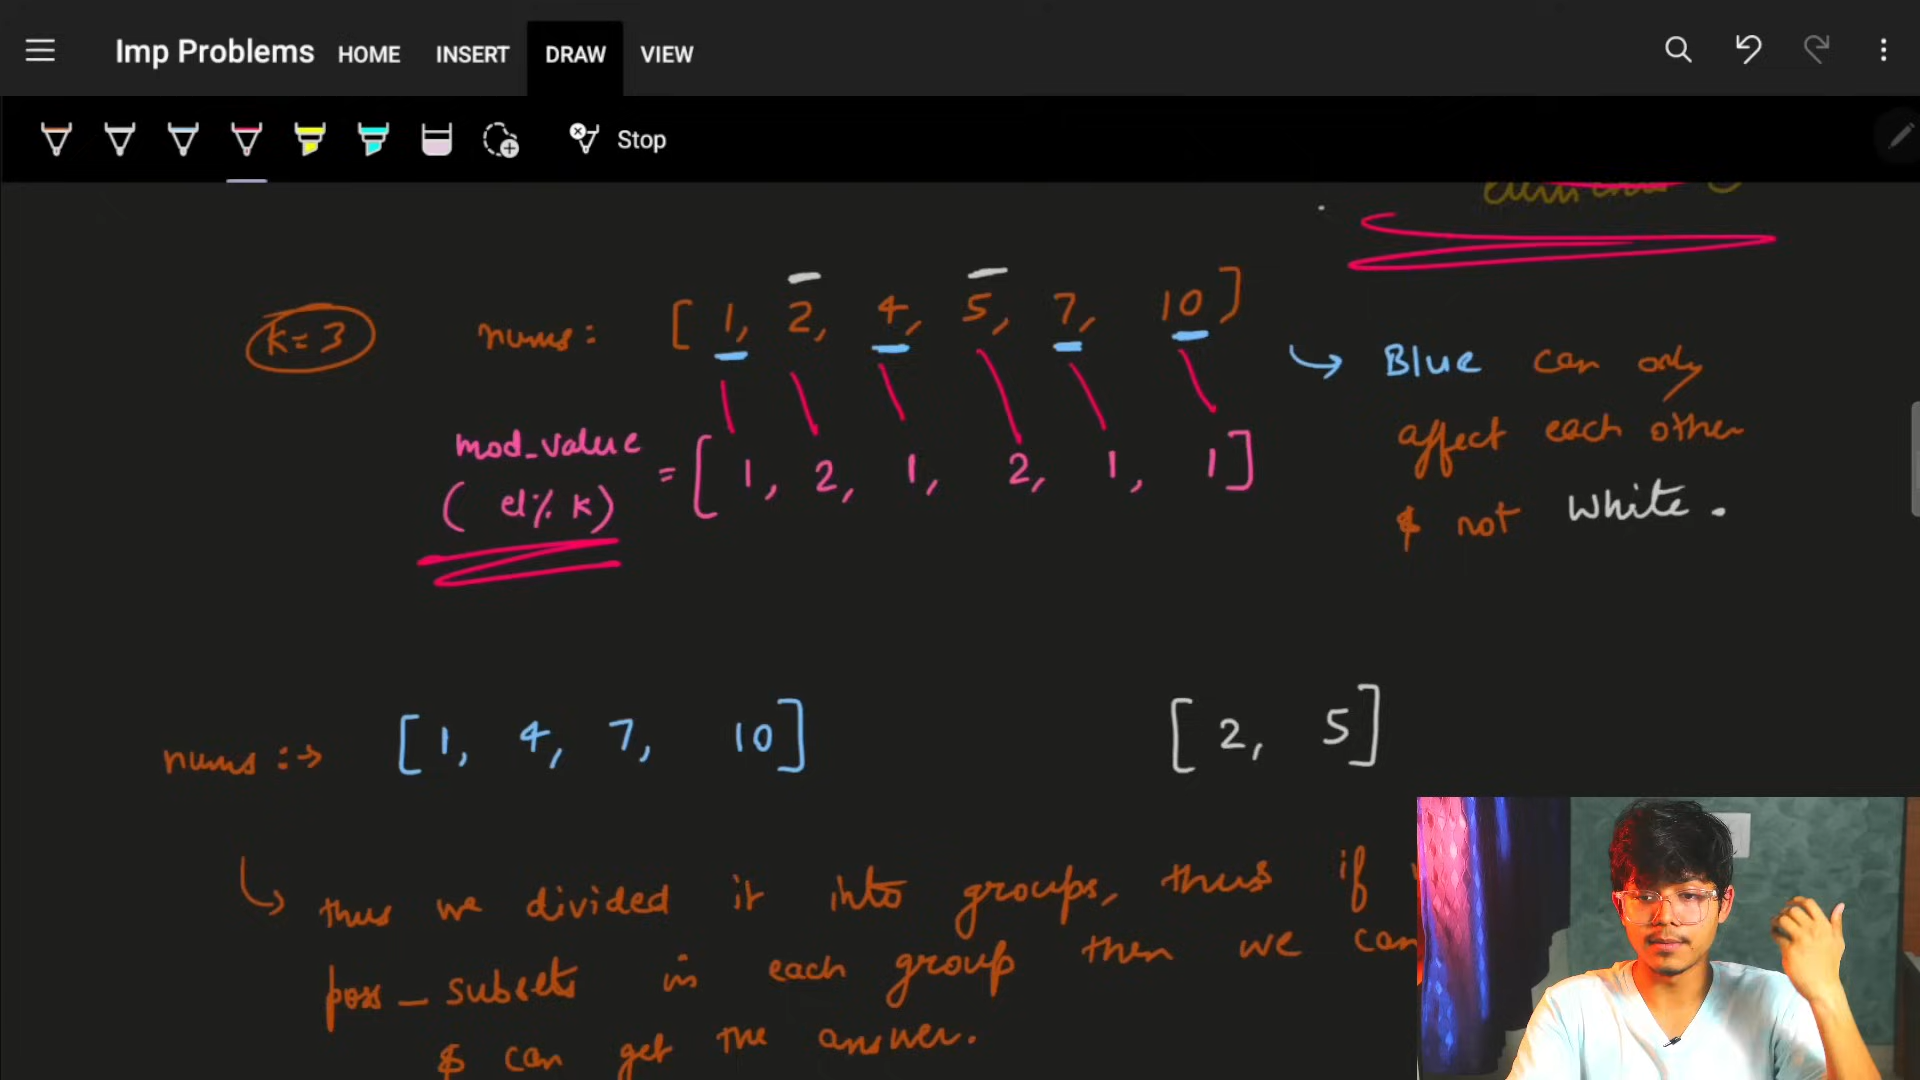 Imp Problems HOME INSERT DRAW VIEW
Stop
K=3 nums: [ 1, 2, 4, 5, 7, 10 ]
Blue can only
affect each other
& not White.
mod_value
( el% K) = [ 1, 2, 1, 2, 1, 1 ]
nums :→ [ 1, 4, 7, 10 ] [ 2, 5 ]
thus we divided it into groups, thus if
poss_subsets in each group then we can
& can get the answer.